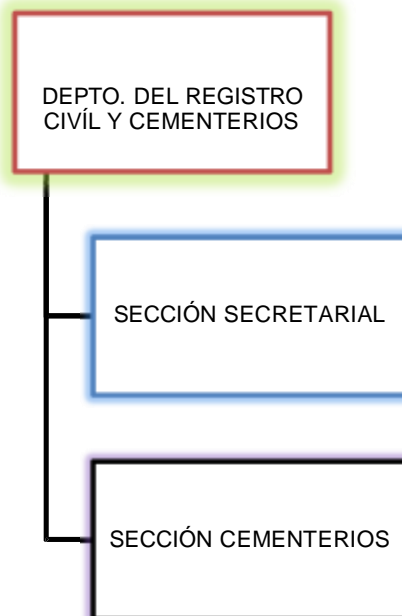 DEPTO. DEL REGISTRO
CIVÍL Y CEMENTERIOS
SECCIÓN SECRETARIAL
SECCIÓN CEMENTERIOS